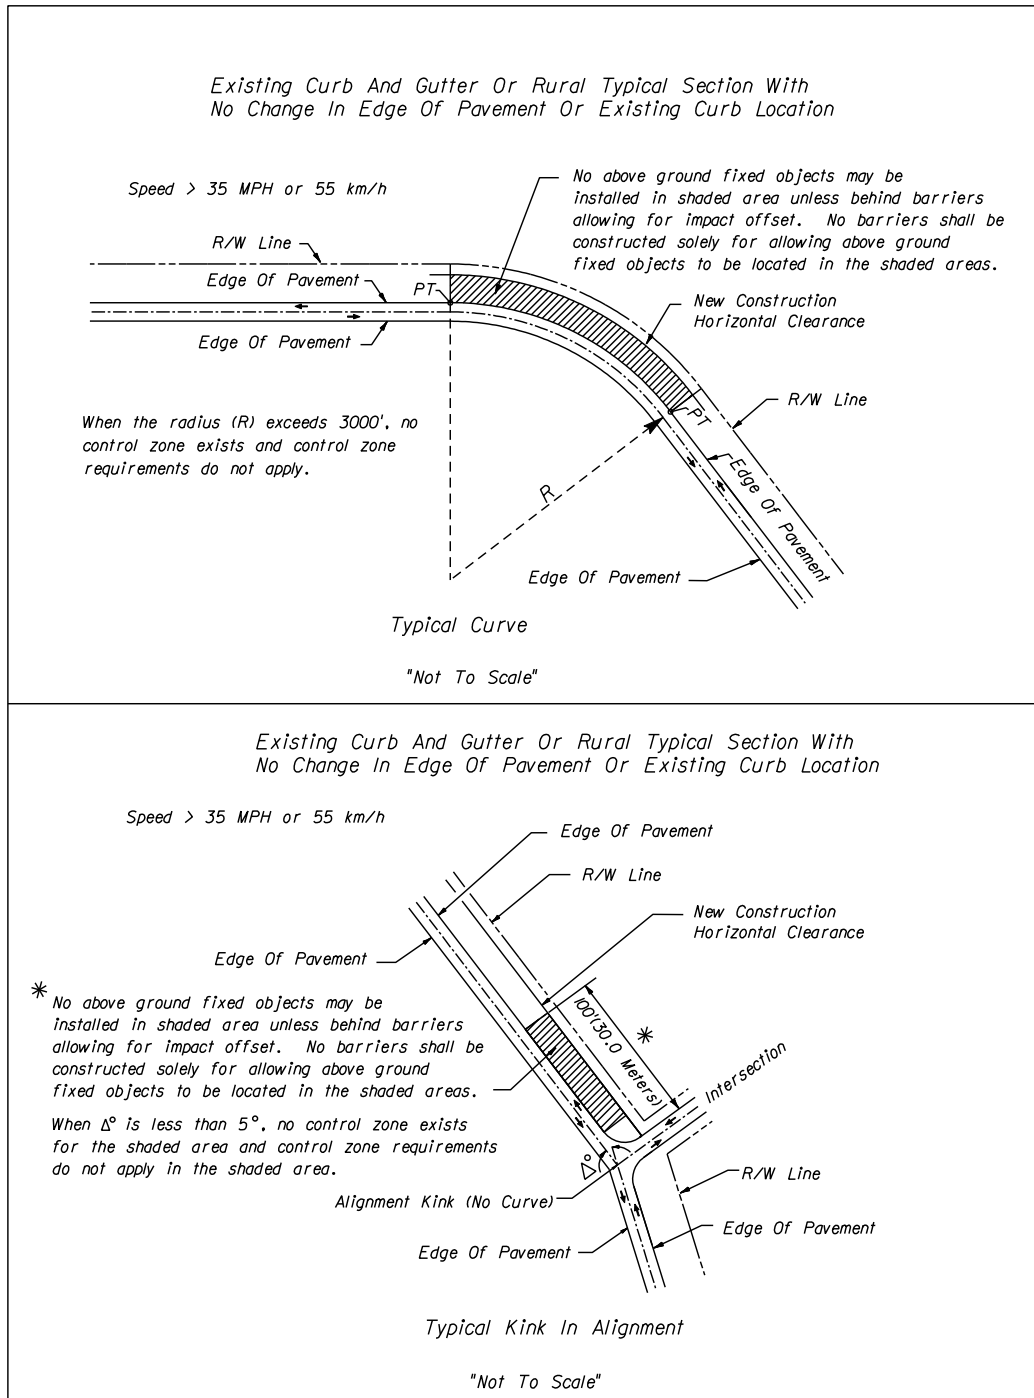 Existing Curb And Gutter Or Rural Typical Section With
No Change In Edge Of Pavement Or Existing Curb Location
Speed > 35 MPH or 55 km/h
No above ground fixed objects may be
installed in shaded area unless behind barriers
allowing for impact offset. No barriers shall be
constructed solely for allowing above ground
fixed objects to be located in the shaded areas.
R/W Line
Edge Of Pavement
PT
New Construction
Horizontal Clearance
Edge Of Pavement
R/W Line
PT
When the radius (R) exceeds 3000', no
control zone exists and control zone
requirements do not apply.
R
Edge Of Pavement
Edge Of Pavement
Typical Curve
"Not To Scale"
Existing Curb And Gutter Or Rural Typical Section With
No Change In Edge Of Pavement Or Existing Curb Location
Speed > 35 MPH or 55 km/h
Edge Of Pavement
R/W Line
New Construction
Horizontal Clearance
Edge Of Pavement
* No above ground fixed objects may be
installed in shaded area unless behind barriers
allowing for impact offset. No barriers shall be
constructed solely for allowing above ground
fixed objects to be located in the shaded areas.
100'(30.0 Meters)
*
Intersection
When Δ° is less than 5°, no control zone exists
for the shaded area and control zone requirements
do not apply in the shaded area.
Δ°
R/W Line
Alignment Kink (No Curve)
Edge Of Pavement
Edge Of Pavement
Typical Kink In Alignment
"Not To Scale"